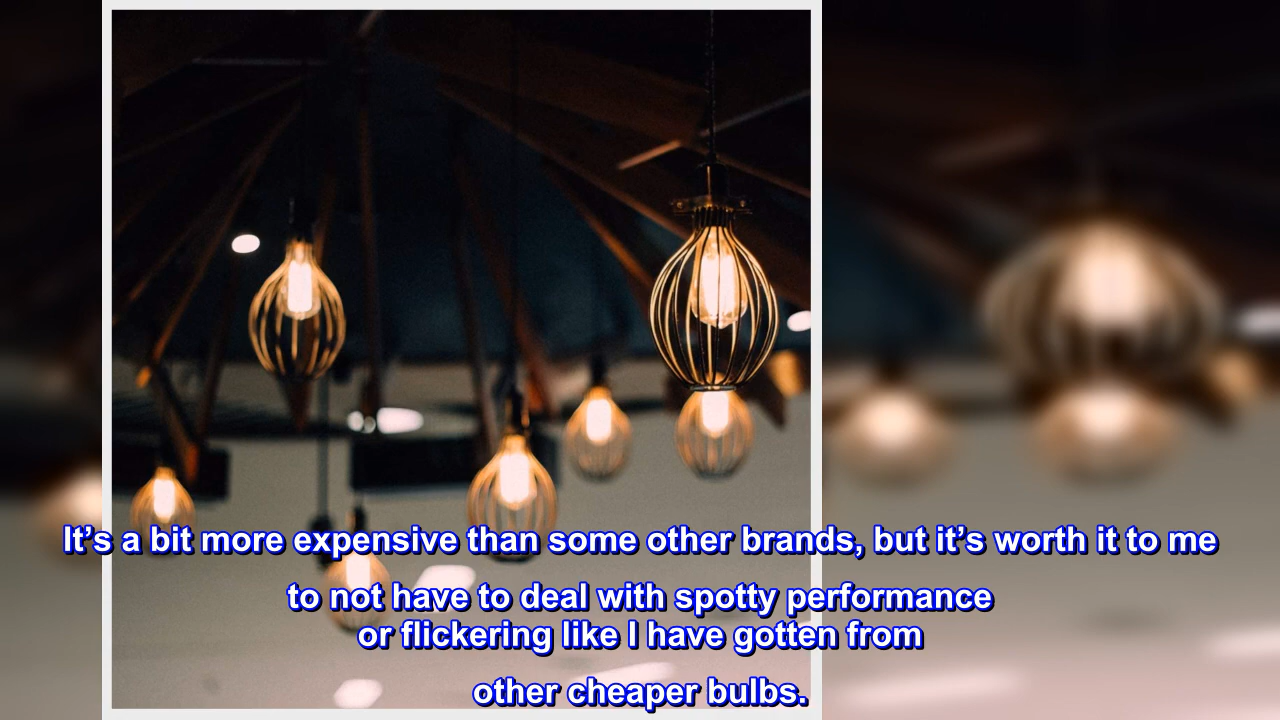 It’s a bit more expensive than some other brands, but it’s worth it to me
to not have to deal with spotty performance
or flickering like I have gotten from
other cheaper bulbs.